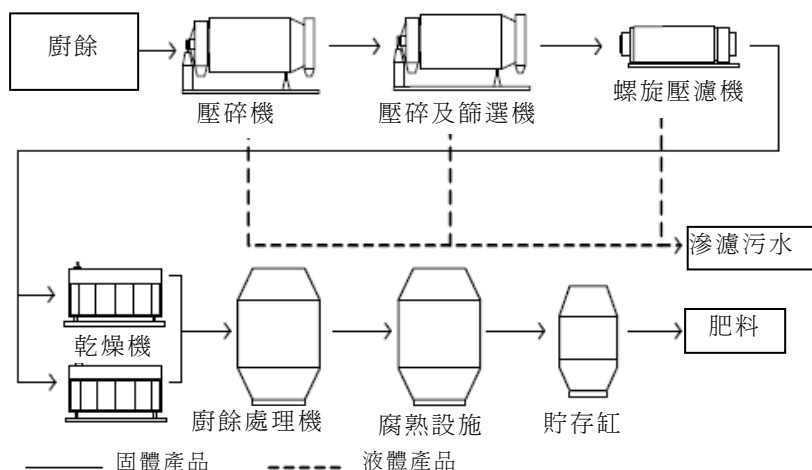 廚餘
壓碎機
壓碎及篩選機
螺旋壓濾機
滲濾污水
乾燥機
廚餘處理機
腐熟設施
貯存缸
肥料
固體產品
液體產品